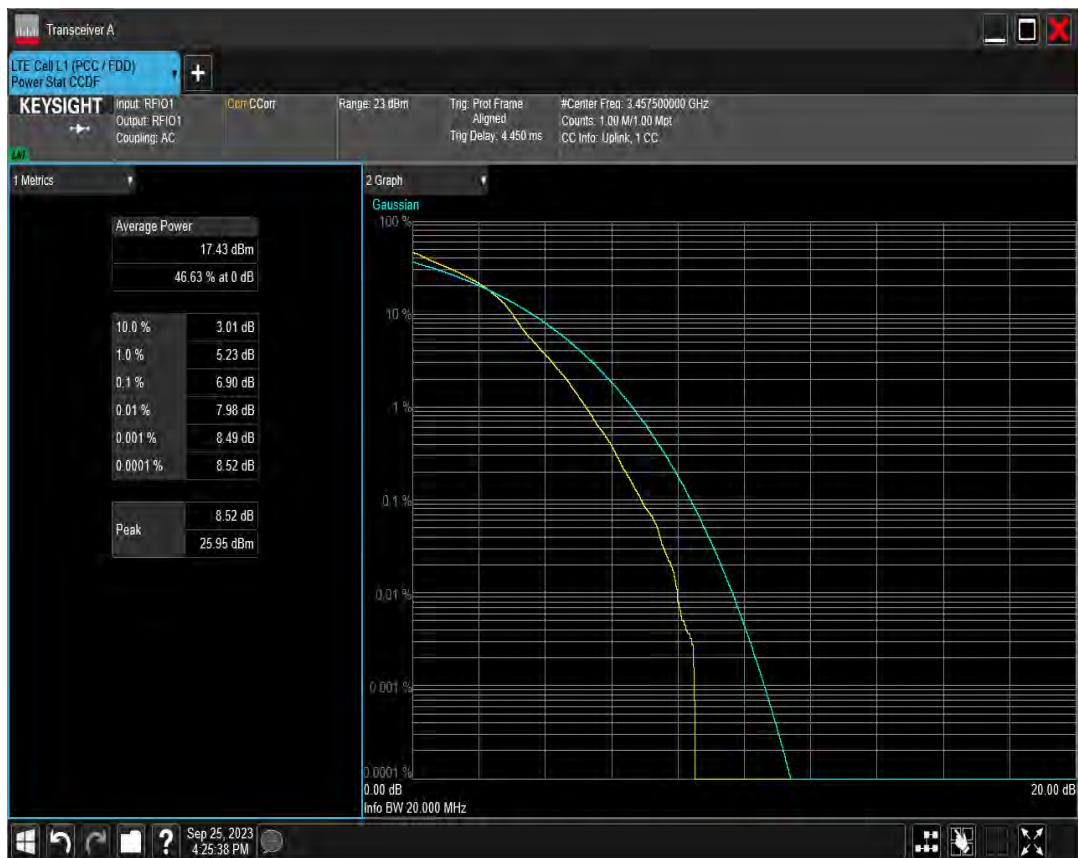 Transceiver A
LTE Cell L1 (PCC / FDD)
Power Stat CCDF
+
KEYSIGHT
Input: RFIO1
Output: RFIO1
Coupling: AC
Corr CCorr
Range: 23 dBm
Trig: Prot Frame
Aligned
Trig Delay: 4.450 ms
#Center Freq: 3.457500000 GHz
Counts: 1.00 M/1.00 Mpt
CC Info: Uplink, 1 CC
1 Metrics
Average Power
17.43 dBm
46.63 % at 0 dB
10.0 % 3.01 dB
1.0 % 5.23 dB
0.1 % 6.90 dB
0.01 % 7.98 dB
0.001 % 8.49 dB
0.0001 % 8.52 dB
Peak
8.52 dB
25.95 dBm
2 Graph
Gaussian
100 %
10 %
1 %
0.1 %
0.01 %
0.001 %
0.0001 %
0.00 dB 20.00 dB
Info BW 20.000 MHz
?
Sep 25, 2023
4:25:38 PM